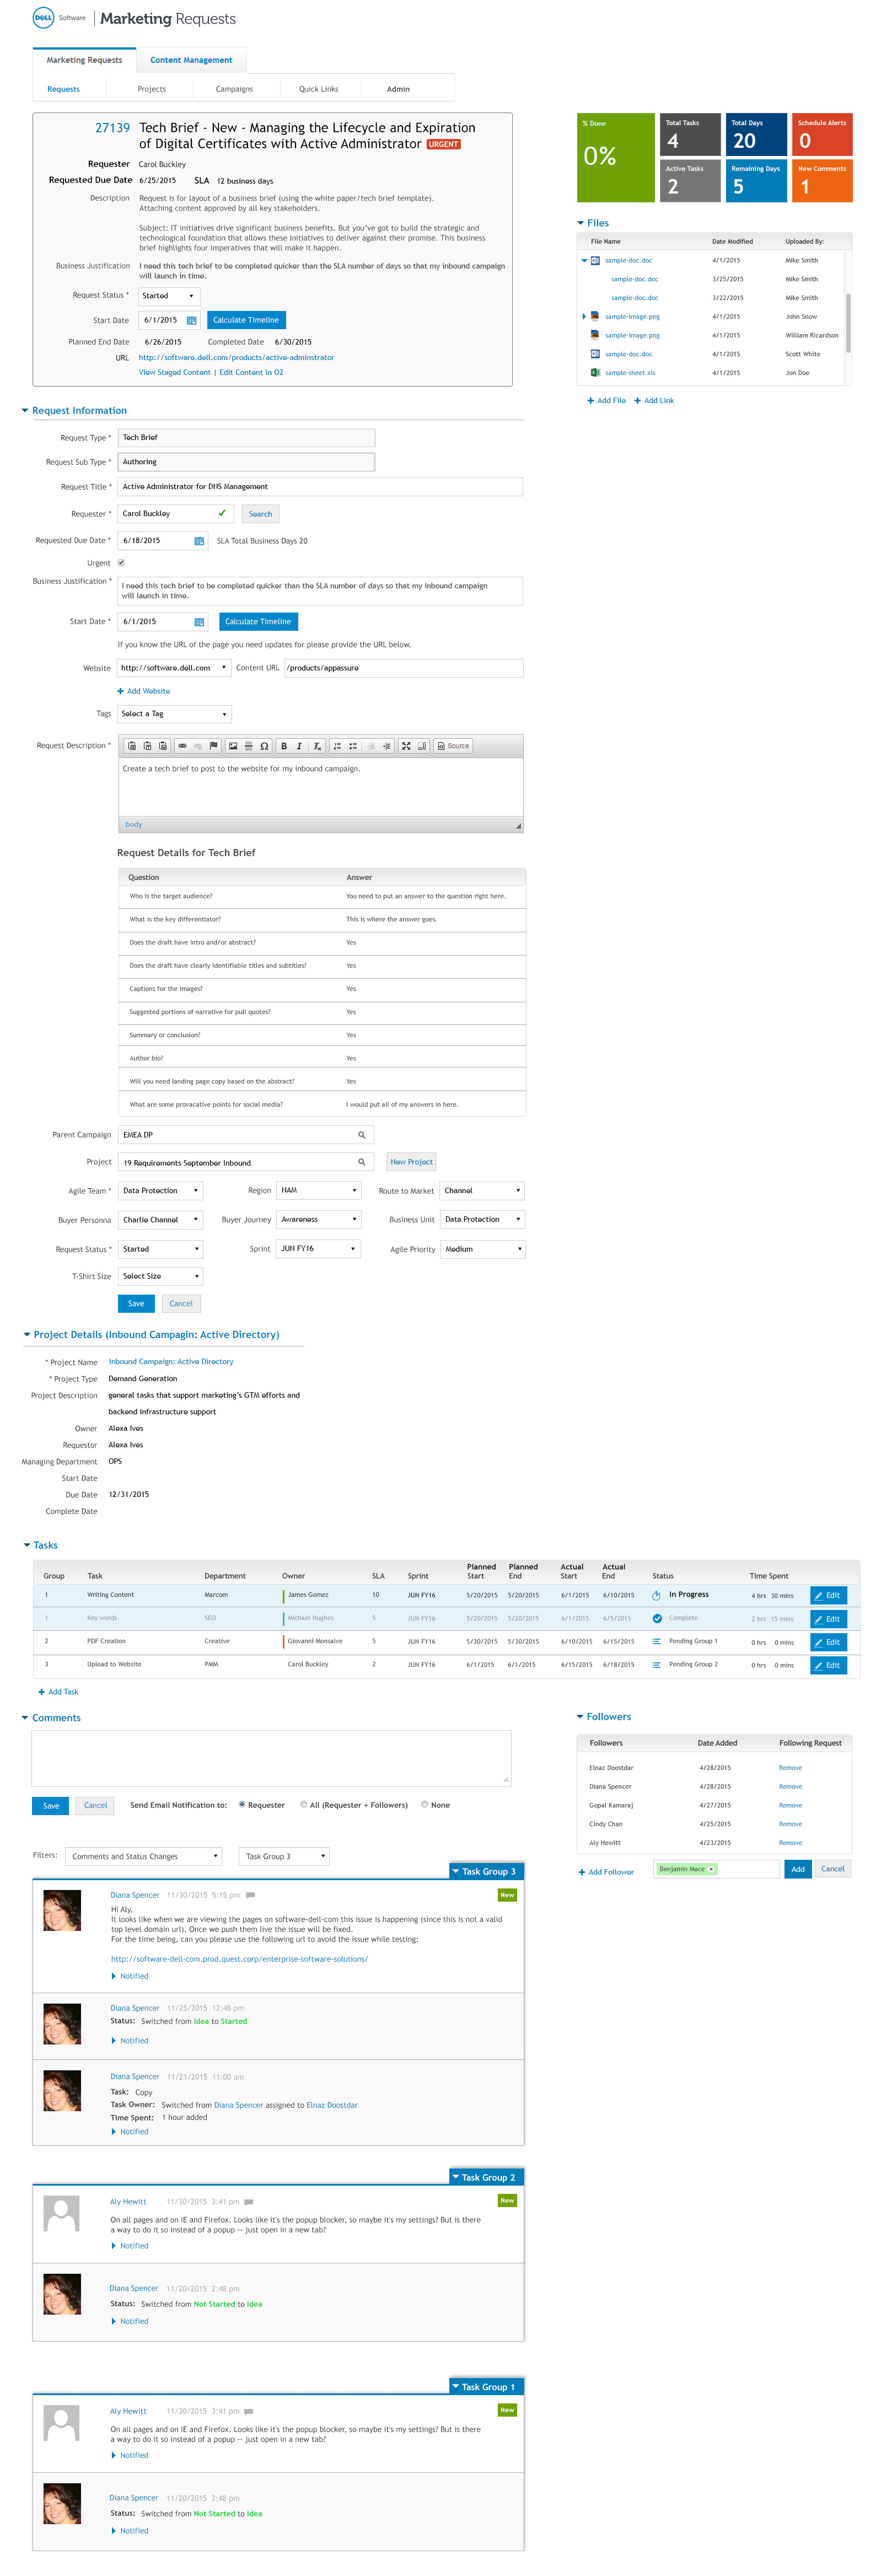 DELL Software | Marketing Requests
Marketing Requests Content Management
Requests Projects Campaigns Quick Links Admin
27139 Tech Brief - New - Managing the Lifecycle and Expiration
of Digital Certificates with Active Administrator URGENT
Requester Carol Buckley
Requested Due Date 6/25/2015 SLA 12 business days
Description Request is for layout of a business brief (using the white paper/tech brief template).
Attaching content approved by all key stakeholders.
Subject: IT initiatives drive significant business benefits. But you've got to build the strategic and
technological foundation that allows these initiatives to deliver against their promise. This business
brief highlights four imperatives that will make it happen.
Business Justification I need this tech brief to be completed quicker than the SLA number of days so that my inbound campaign
will launch in time.
Request Status * Started
Start Date 6/1/2015 Calculate Timeline
Planned End Date 6/26/2015 Completed Date 6/30/2015
URL http://software.dell.com/products/active-adminstrator
View Staged Content | Edit Content in O2
% Done
0%
Total Tasks
4
Total Days
20
Schedule Alerts
0
Active Tasks
2
Remaining Days
5
New Comments
1
Files
File Name Date Modified Uploaded By:
sample-doc.doc 4/1/2015 Mike Smith
sample-doc.doc 3/25/2015 Mike Smith
sample-doc.doc 3/22/2015 Mike Smith
sample-image.png 4/1/2015 John Snow
sample-image.png 4/1/2015 William Ricardson
sample-doc.doc 4/1/2015 Scott White
sample-sheet.xls 4/1/2015 Jon Doe
+ Add File + Add Link
Request Information
Request Type * Tech Brief
Request Sub Type * Authoring
Request Title * Active Administrator for DNS Management
Requester * Carol Buckley Search
Requested Due Date * 6/18/2015 SLA Total Business Days 20
Urgent
Business Justification * I need this tech brief to be completed quicker than the SLA number of days so that my inbound campaign
will launch in time.
Start Date * 6/1/2015 Calculate Timeline
If you know the URL of the page you need updates for please provide the URL below.
Website http://software.dell.com Content URL /products/appassure
+ Add Website
Tags Select a Tag
Request Description * B I Source
Create a tech brief to post to the website for my inbound campaign.
body
Request Details for Tech Brief
Question Answer
Who is the target audience? You need to put an answer to the question right here.
What is the key differentiator? This is where the answer goes.
Does the draft have intro and/or abstract? Yes
Does the draft have clearly identifiable titles and subtitles? Yes
Captions for the images? Yes
Suggested portions of narrative for pull quotes? Yes
Summary or conclusion? Yes
Author bio? Yes
Will you need landing page copy based on the abstract? Yes
What are some provacative points for social media? I would put all of my answers in here.
Parent Campaign EMEA DP
Project 19 Requirements September Inbound New Project
Agile Team * Data Protection Region NAM Route to Market Channel
Buyer Personna Charlie Channel Buyer Journey Awareness Business Unit Data Protection
Request Status * Started Sprint JUN FY16 Agile Priority Medium
T-Shirt Size Select Size
Save Cancel
Project Details (Inbound Campagin: Active Directory)
* Project Name Inbound Campaign: Active Directory
* Project Type Demand Generation
Project Description general tasks that support marketing's GTM efforts and
backend infrastructure support
Owner Alexa Ives
Requestor Alexa Ives
Managing Department OPS
Start Date
Due Date 12/31/2015
Complete Date
Tasks
Group Task Department Owner SLA Sprint Planned Start Planned End Actual Start Actual End Status Time Spent
1 Writing Content Marcom James Gomez 10 JUN FY16 5/20/2015 5/20/2015 6/1/2015 6/10/2015 In Progress 4 hrs 30 mins Edit
1 Key words SEO Michael Hughes 5 JUN FY16 5/20/2015 5/20/2015 6/1/2015 6/5/2015 Complete 2 hrs 15 mins Edit
2 PDF Creation Creative Giovanni Monsalve 5 JUN FY16 5/30/2015 5/30/2015 6/10/2015 6/15/2015 Pending Group 1 0 hrs 0 mins Edit
3 Upload to Website PMM Carol Buckley 2 JUN FY16 6/1/2015 6/1/2015 6/15/2015 6/18/2015 Pending Group 2 0 hrs 0 mins Edit
+ Add Task
Comments
Save Cancel Send Email Notification to: Requester All (Requester + Followers) None
Followers
Followers Date Added Following Request
Elnaz Doostdar 4/28/2015 Remove
Diana Spencer 4/28/2015 Remove
Gopal Kamaraj 4/27/2015 Remove
Cindy Chan 4/25/2015 Remove
Aly Hewitt 4/23/2015 Remove
+ Add Follower Benjamin Mace x Add Cancel
Filters: Comments and Status Changes Task Group 3
Task Group 3
Diana Spencer 11/30/2015 5:15 pm New
Hi Aly,
It looks like when we are viewing the pages on software-dell-com this issue is happening (since this is not a valid
top level domain url). Once we push them live the issue will be fixed.
For the time being, can you please use the following url to avoid the issue while testing:
http://software-dell-com.prod.quest.corp/enterprise-software-solutions/
Notified
Diana Spencer 11/25/2015 12:48 pm
Status: Switched from Idea to Started
Notified
Diana Spencer 11/21/2015 11:00 am
Task: Copy
Task Owner: Switched from Diana Spencer assigned to Elnaz Doostdar
Time Spent: 1 hour added
Notified
Task Group 2
Aly Hewitt 11/30/2015 3:41 pm New
On all pages and on IE and Firefox. Looks like it's the popup blocker, so maybe it's my settings? But is there
a way to do it so instead of a popup -- just open in a new tab?
Notified
Diana Spencer 11/20/2015 2:48 pm
Status: Switched from Not Started to Idea
Notified
Task Group 1
Aly Hewitt 11/30/2015 3:41 pm New
On all pages and on IE and Firefox. Looks like it's the popup blocker, so maybe it's my settings? But is there
a way to do it so instead of a popup -- just open in a new tab?
Notified
Diana Spencer 11/20/2015 2:48 pm
Status: Switched from Not Started to Idea
Notified